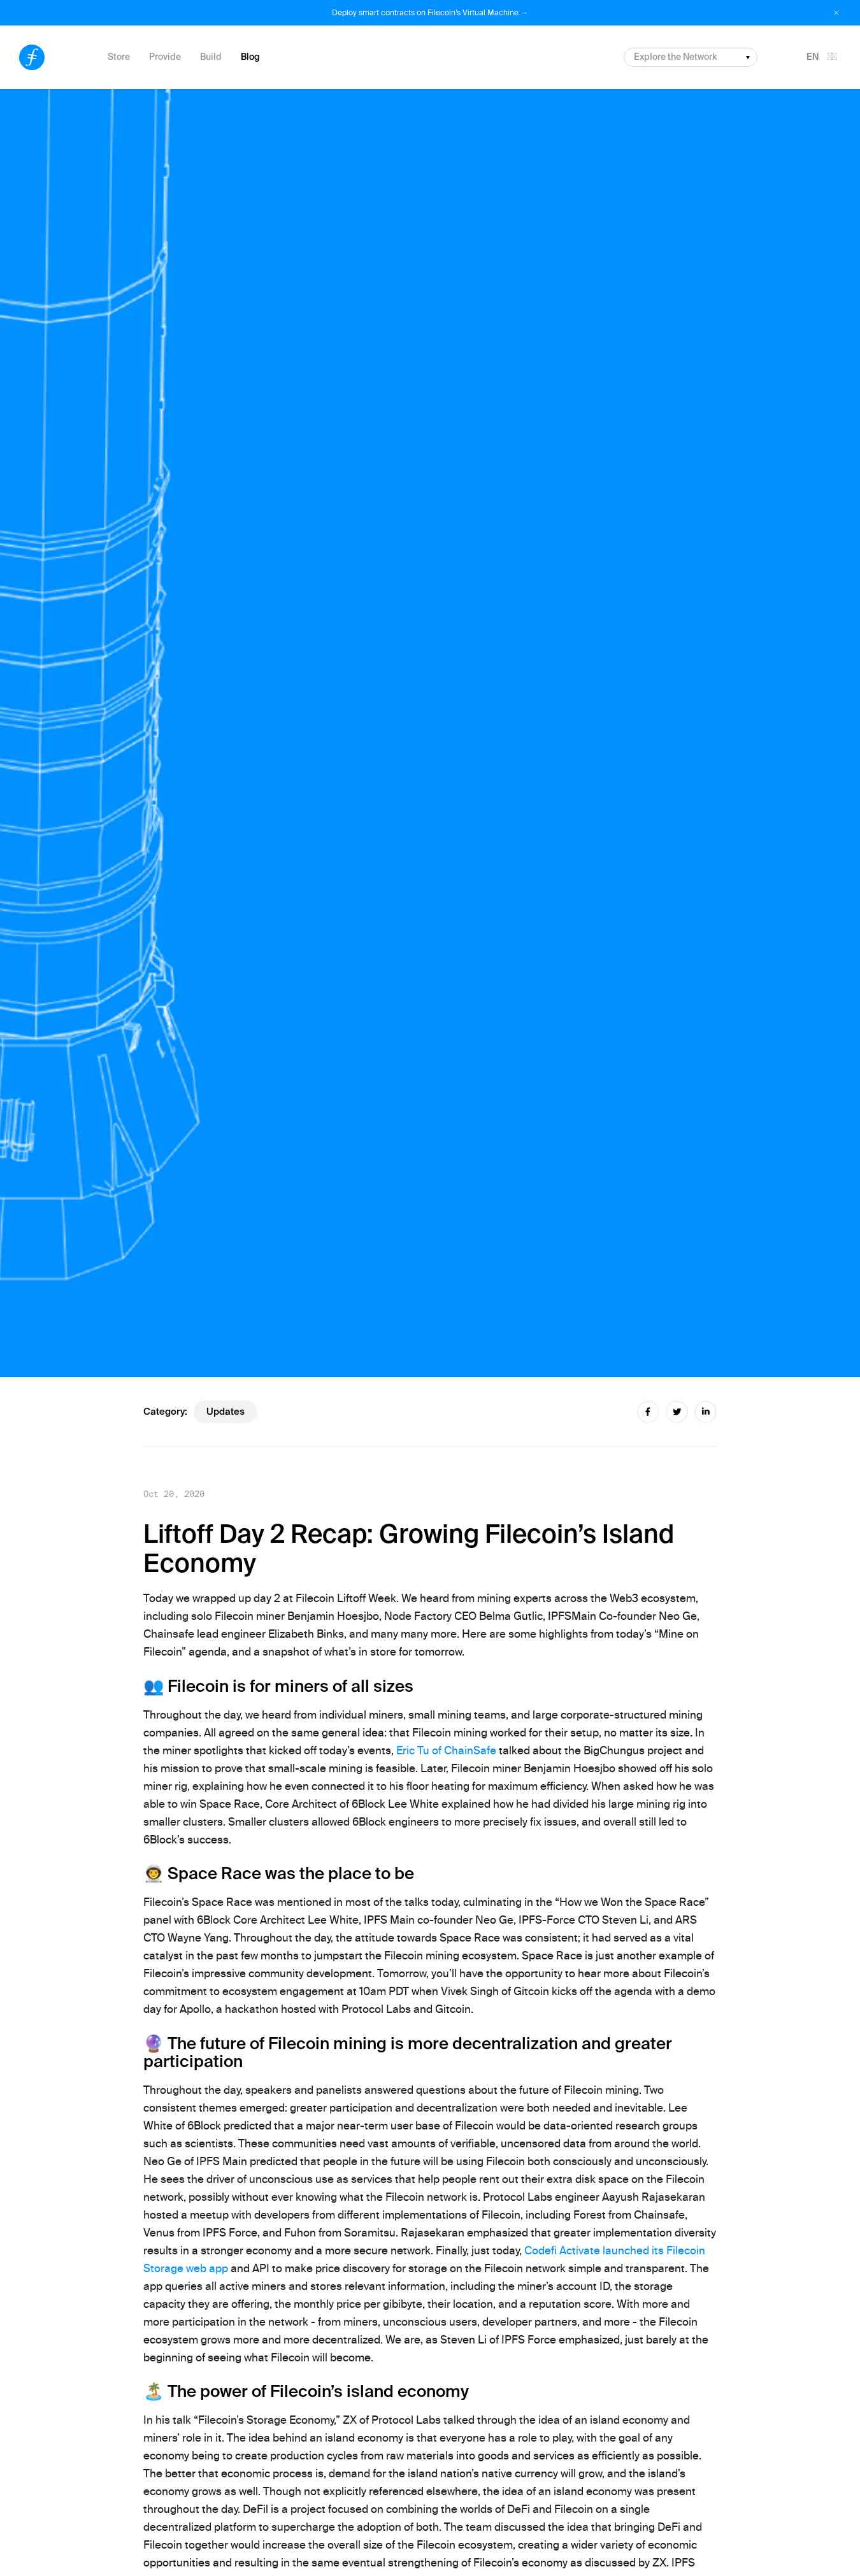 Deploy smart contracts on Filecoin's Virtual Machine →
Store Provide Build Blog
Explore the Network
EN
Category: Updates
Oct 20, 2020
Liftoff Day 2 Recap: Growing Filecoin’s Island
Economy
Today we wrapped up day 2 at Filecoin Liftoff Week. We heard from mining experts across the Web3 ecosystem,
including solo Filecoin miner Benjamin Hoesjbo, Node Factory CEO Belma Gutlic, IPFSMain Co-founder Neo Ge,
Chainsafe lead engineer Elizabeth Binks, and many many more. Here are some highlights from today’s “Mine on
Filecoin” agenda, and a snapshot of what’s in store for tomorrow.
👥 Filecoin is for miners of all sizes
Throughout the day, we heard from individual miners, small mining teams, and large corporate-structured mining
companies. All agreed on the same general idea: that Filecoin mining worked for their setup, no matter its size. In
the miner spotlights that kicked off today’s events, Eric Tu of ChainSafe talked about the BigChungus project and
his mission to prove that small-scale mining is feasible. Later, Filecoin miner Benjamin Hoesjbo showed off his solo
miner rig, explaining how he even connected it to his floor heating for maximum efficiency. When asked how he was
able to win Space Race, Core Architect of 6Block Lee White explained how he had divided his large mining rig into
smaller clusters. Smaller clusters allowed 6Block engineers to more precisely fix issues, and overall still led to
6Block’s success.
👨‍🚀 Space Race was the place to be
Filecoin’s Space Race was mentioned in most of the talks today, culminating in the “How we Won the Space Race”
panel with 6Block Core Architect Lee White, IPFS Main co-founder Neo Ge, IPFS-Force CTO Steven Li, and ARS
CTO Wayne Yang. Throughout the day, the attitude towards Space Race was consistent; it had served as a vital
catalyst in the past few months to jumpstart the Filecoin mining ecosystem. Space Race is just another example of
Filecoin’s impressive community development. Tomorrow, you’ll have the opportunity to hear more about Filecoin’s
commitment to ecosystem engagement at 10am PDT when Vivek Singh of Gitcoin kicks off the agenda with a demo
day for Apollo, a hackathon hosted with Protocol Labs and Gitcoin.
🔮 The future of Filecoin mining is more decentralization and greater
participation
Throughout the day, speakers and panelists answered questions about the future of Filecoin mining. Two
consistent themes emerged: greater participation and decentralization were both needed and inevitable. Lee
White of 6Block predicted that a major near-term user base of Filecoin would be data-oriented research groups
such as scientists. These communities need vast amounts of verifiable, uncensored data from around the world.
Neo Ge of IPFS Main predicted that people in the future will be using Filecoin both consciously and unconsciously.
He sees the driver of unconscious use as services that help people rent out their extra disk space on the Filecoin
network, possibly without ever knowing what the Filecoin network is. Protocol Labs engineer Aayush Rajasekaran
hosted a meetup with developers from different implementations of Filecoin, including Forest from Chainsafe,
Venus from IPFS Force, and Fuhon from Soramitsu. Rajasekaran emphasized that greater implementation diversity
results in a stronger economy and a more secure network. Finally, just today, Codefi Activate launched its Filecoin
Storage web app and API to make price discovery for storage on the Filecoin network simple and transparent. The
app queries all active miners and stores relevant information, including the miner’s account ID, the storage
capacity they are offering, the monthly price per gibibyte, their location, and a reputation score. With more and
more participation in the network - from miners, unconscious users, developer partners, and more - the Filecoin
ecosystem grows more and more decentralized. We are, as Steven Li of IPFS Force emphasized, just barely at the
beginning of seeing what Filecoin will become.
🏝️ The power of Filecoin’s island economy
In his talk “Filecoin’s Storage Economy,” ZX of Protocol Labs talked through the idea of an island economy and
miners’ role in it. The idea behind an island economy is that everyone has a role to play, with the goal of any
economy being to create production cycles from raw materials into goods and services as efficiently as possible.
The better that economic process is, demand for the island nation’s native currency will grow, and the island’s
economy grows as well. Though not explicitly referenced elsewhere, the idea of an island economy was present
throughout the day. DeFil is a project focused on combining the worlds of DeFi and Filecoin on a single
decentralized platform to supercharge the adoption of both. The team discussed the idea that bringing DeFi and
Filecoin together would increase the overall size of the Filecoin ecosystem, creating a wider variety of economic
opportunities and resulting in the same eventual strengthening of Filecoin’s economy as discussed by ZX. IPFS